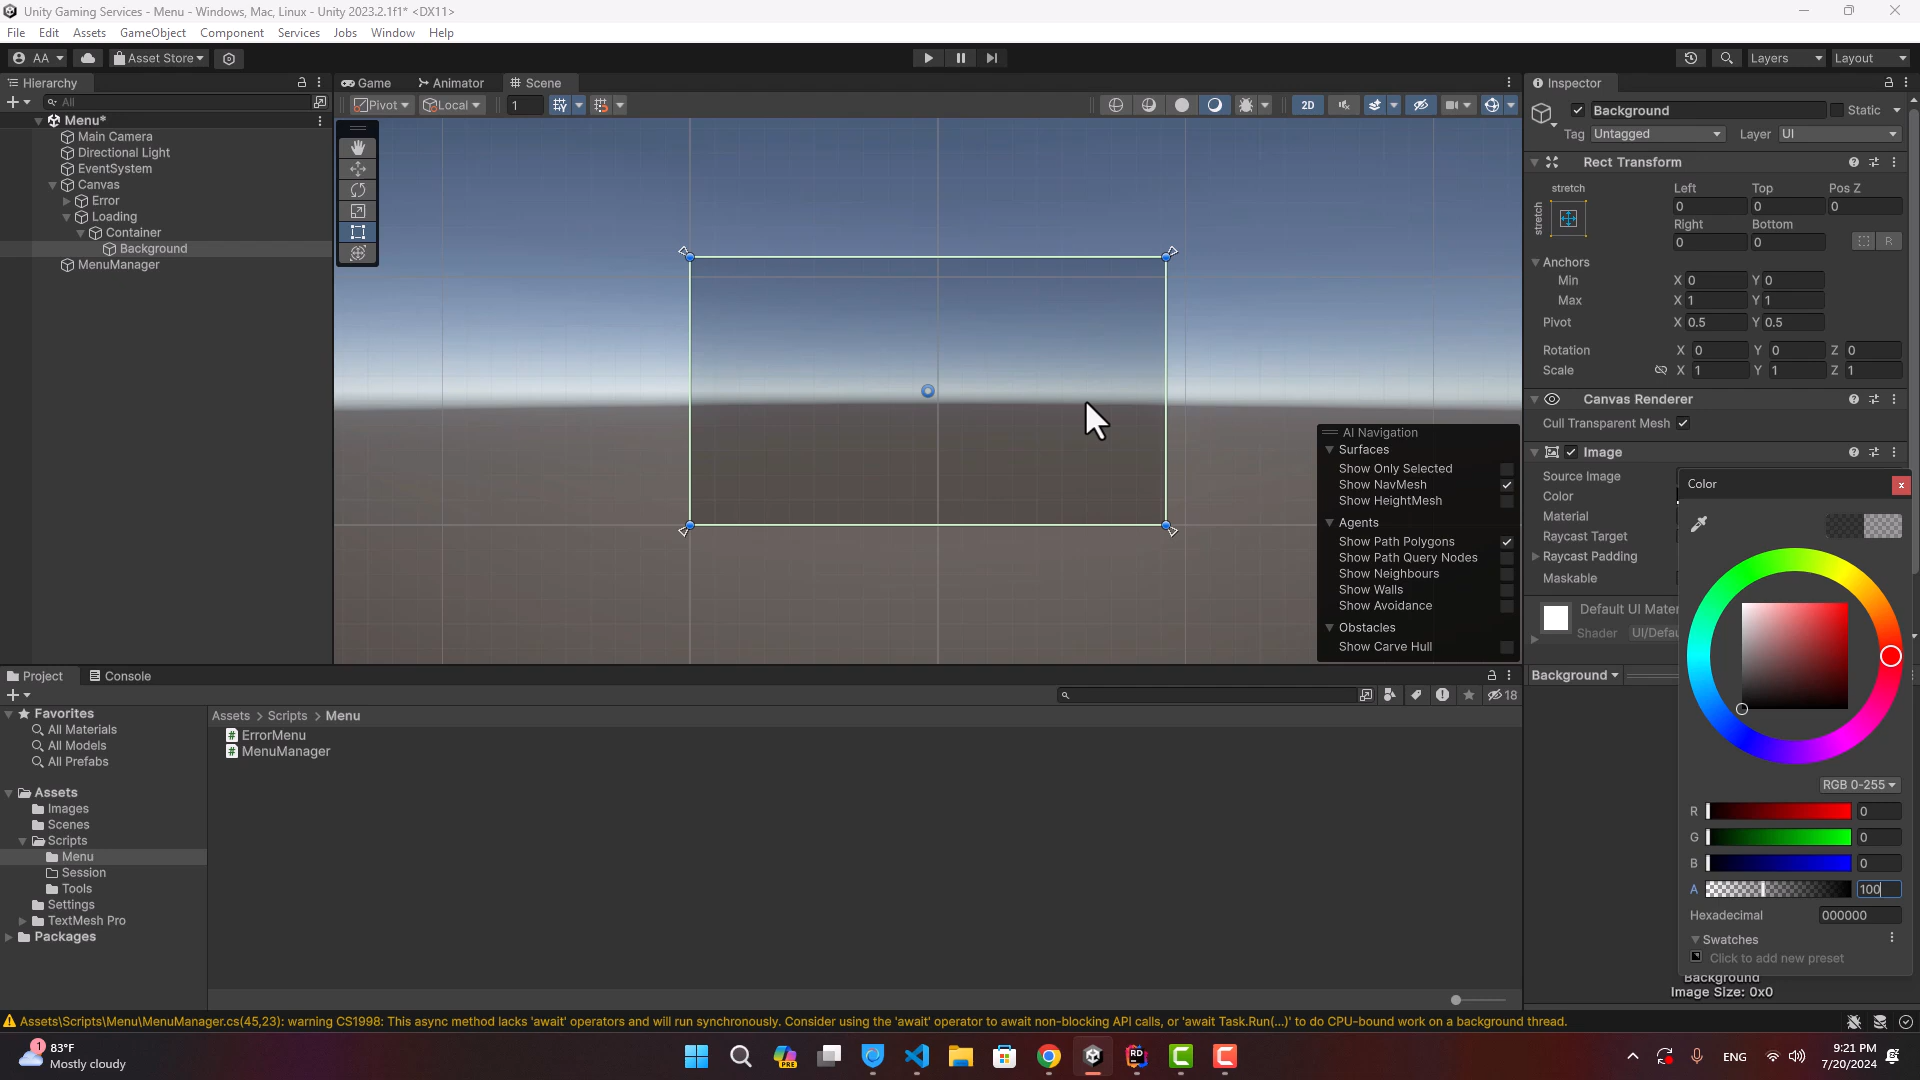 Unity Gaming Services - Menu - Windows, Mac, Linux - Unity 2023.2.1f1* <DX11>
File Edit Assets GameObject Component Services Jobs Window Help
AA Asset Store Layers Layout
Hierarchy Game Animator Scene Inspector
All Pivot Local 1 2D
Menu*
Main Camera
Directional Light
EventSystem
Canvas
Error
Loading
Container
Background
MenuManager
AI Navigation
Surfaces
Show Only Selected
Show NavMesh
Show HeightMesh
Agents
Show Path Polygons
Show Path Query Nodes
Show Neighbours
Show Walls
Show Avoidance
Obstacles
Show Carve Hull
Background Static
Tag Untagged Layer UI
Rect Transform
stretch Left Top Pos Z
stretch 0 0 0
Right Bottom
0 0 R
Anchors
Min X 0 Y 0
Max X 1 Y 1
Pivot X 0.5 Y 0.5
Rotation X 0 Y 0 Z 0
Scale X 1 Y 1 Z 1
Canvas Renderer
Cull Transparent Mesh
Image
Source Image
Color
Material
Raycast Target
Raycast Padding
Maskable
Default UI Mater
Shader UI/Defau
Background
Color
RGB 0-255
R 0
G 0
B 0
A 100
Hexadecimal 000000
Swatches
Click to add new preset
Background
Image Size: 0x0
Project Console
18
Favorites
All Materials
All Models
All Prefabs
Assets
Images
Scenes
Scripts
Menu
Session
Tools
Settings
TextMesh Pro
Packages
Assets > Scripts > Menu
ErrorMenu
MenuManager
Assets\Scripts\Menu\MenuManager.cs(45,23): warning CS1998: This async method lacks 'await' operators and will run synchronously. Consider using the 'await' operator to await non-blocking API calls, or 'await Task.Run(...)' to do CPU-bound work on a background thread.
1 83°F
Mostly cloudy
PRE
RD
ENG
9:21 PM
7/20/2024